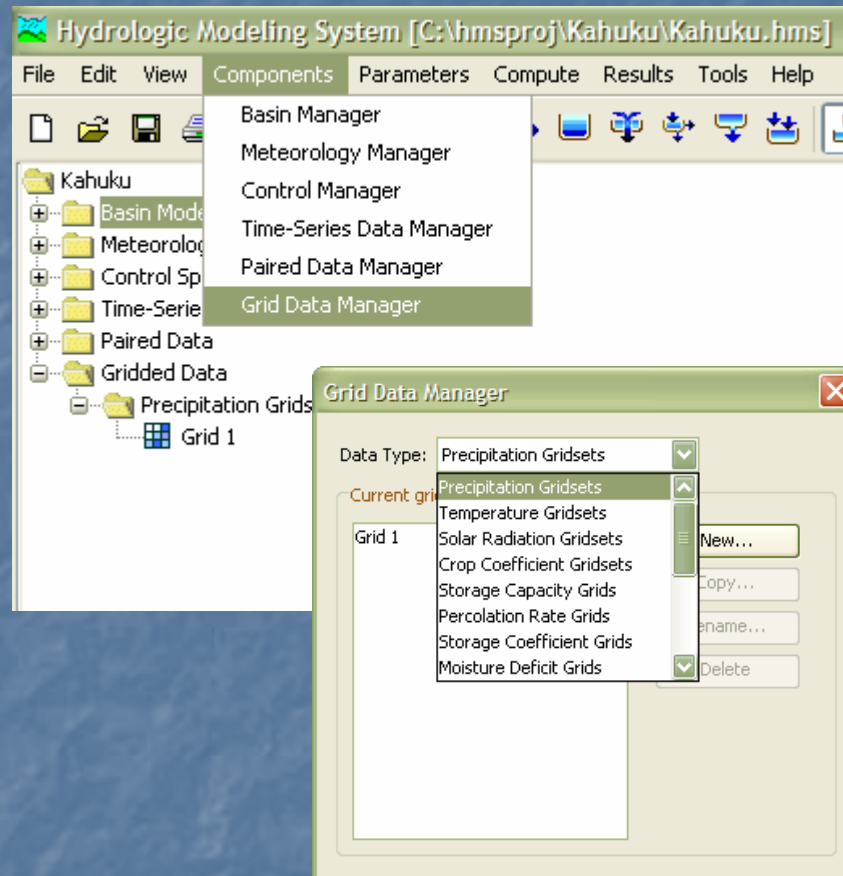 Hydrologic Modeling System [C:\hmsproj\Kahuku\Kahuku.hms]
File Edit View Components Parameters Compute Results Tools Help
Basin Manager
Meteorology Manager
Control Manager
Time-Series Data Manager
Paired Data Manager
Grid Data Manager
Kahuku
Basin Mode
Meteorolog
Control Sp
Time-Serie
Paired Data
Gridded Data
Precipitation Grids
Grid 1
Grid Data Manager
Data Type: Precipitation Gridsets
Current gri
Grid 1
Precipitation Gridsets
Temperature Gridsets
Solar Radiation Gridsets
Crop Coefficient Gridsets
Storage Capacity Grids
Percolation Rate Grids
Storage Coefficient Grids
Moisture Deficit Grids
New...
Copy...
ename...
Delete